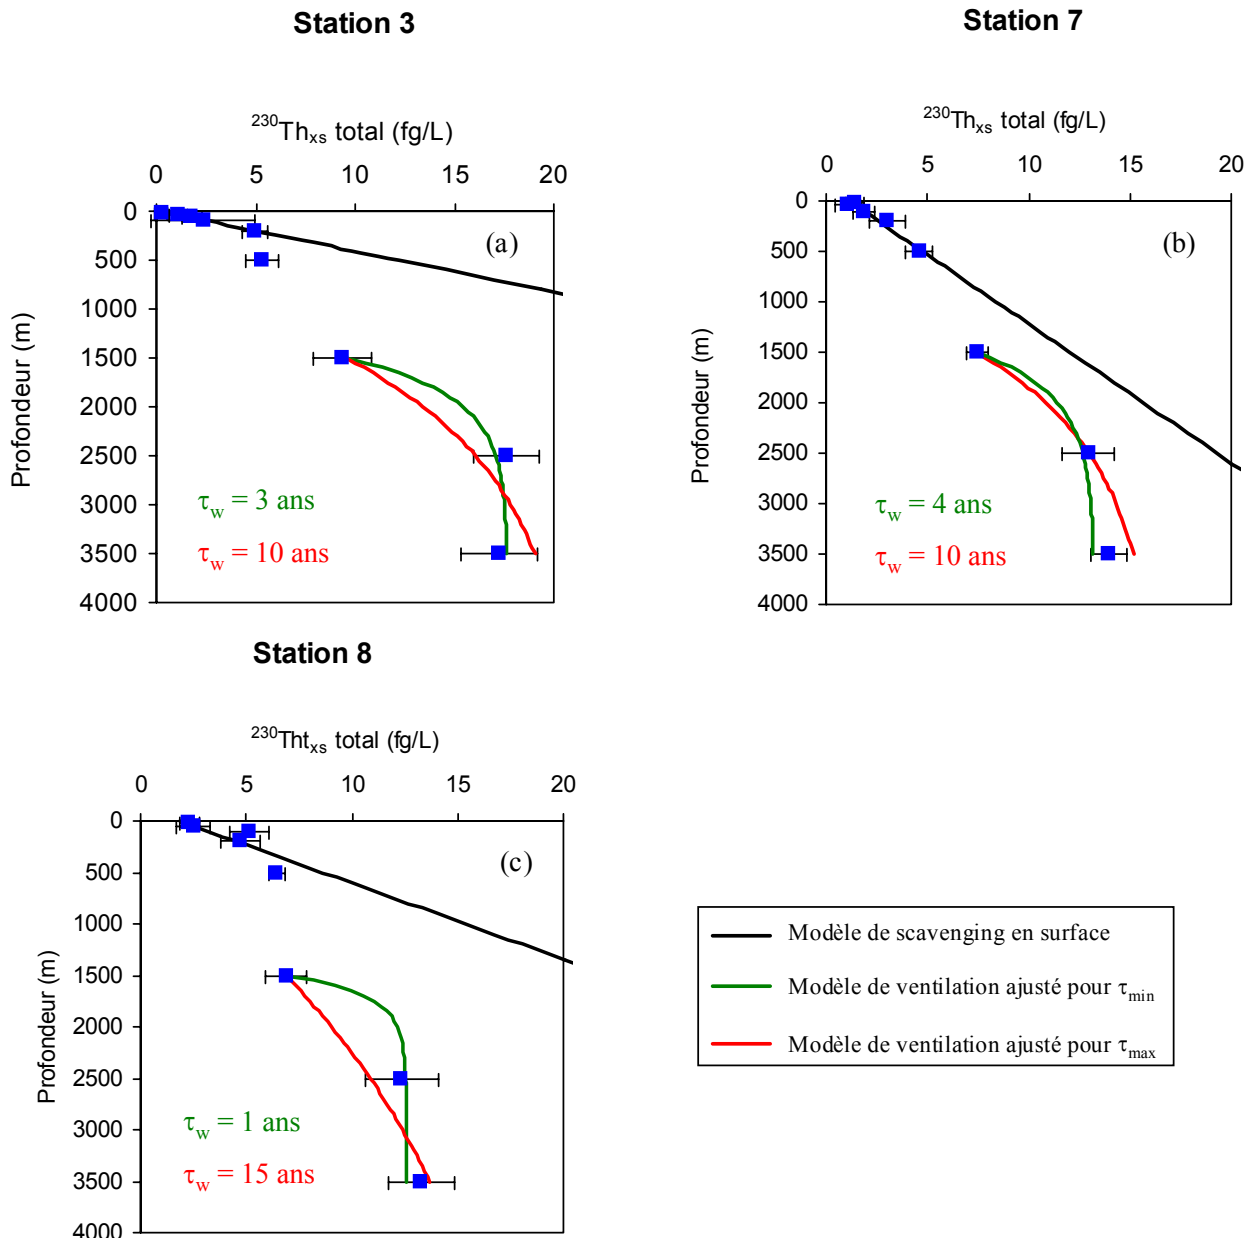 Station 3
²³⁰Thₓₛ total (fg/L)
0 5 10 15 20
0
500
1000
1500
2000
2500
3000
3500
4000
Profondeur (m)
(a)
τw = 3 ans
τw = 10 ans
Station 7
²³⁰Thₓₛ total (fg/L)
0 5 10 15 20
0
500
1000
1500
2000
2500
3000
3500
4000
Profondeur (m)
(b)
τw = 4 ans
τw = 10 ans
Station 8
²³⁰Thtₓₛ total (fg/L)
0 5 10 15 20
0
500
1000
1500
2000
2500
3000
3500
4000
Profondeur (m)
(c)
τw = 1 ans
τw = 15 ans
Modèle de scavenging en surface
Modèle de ventilation ajusté pour τmin
Modèle de ventilation ajusté pour τmax